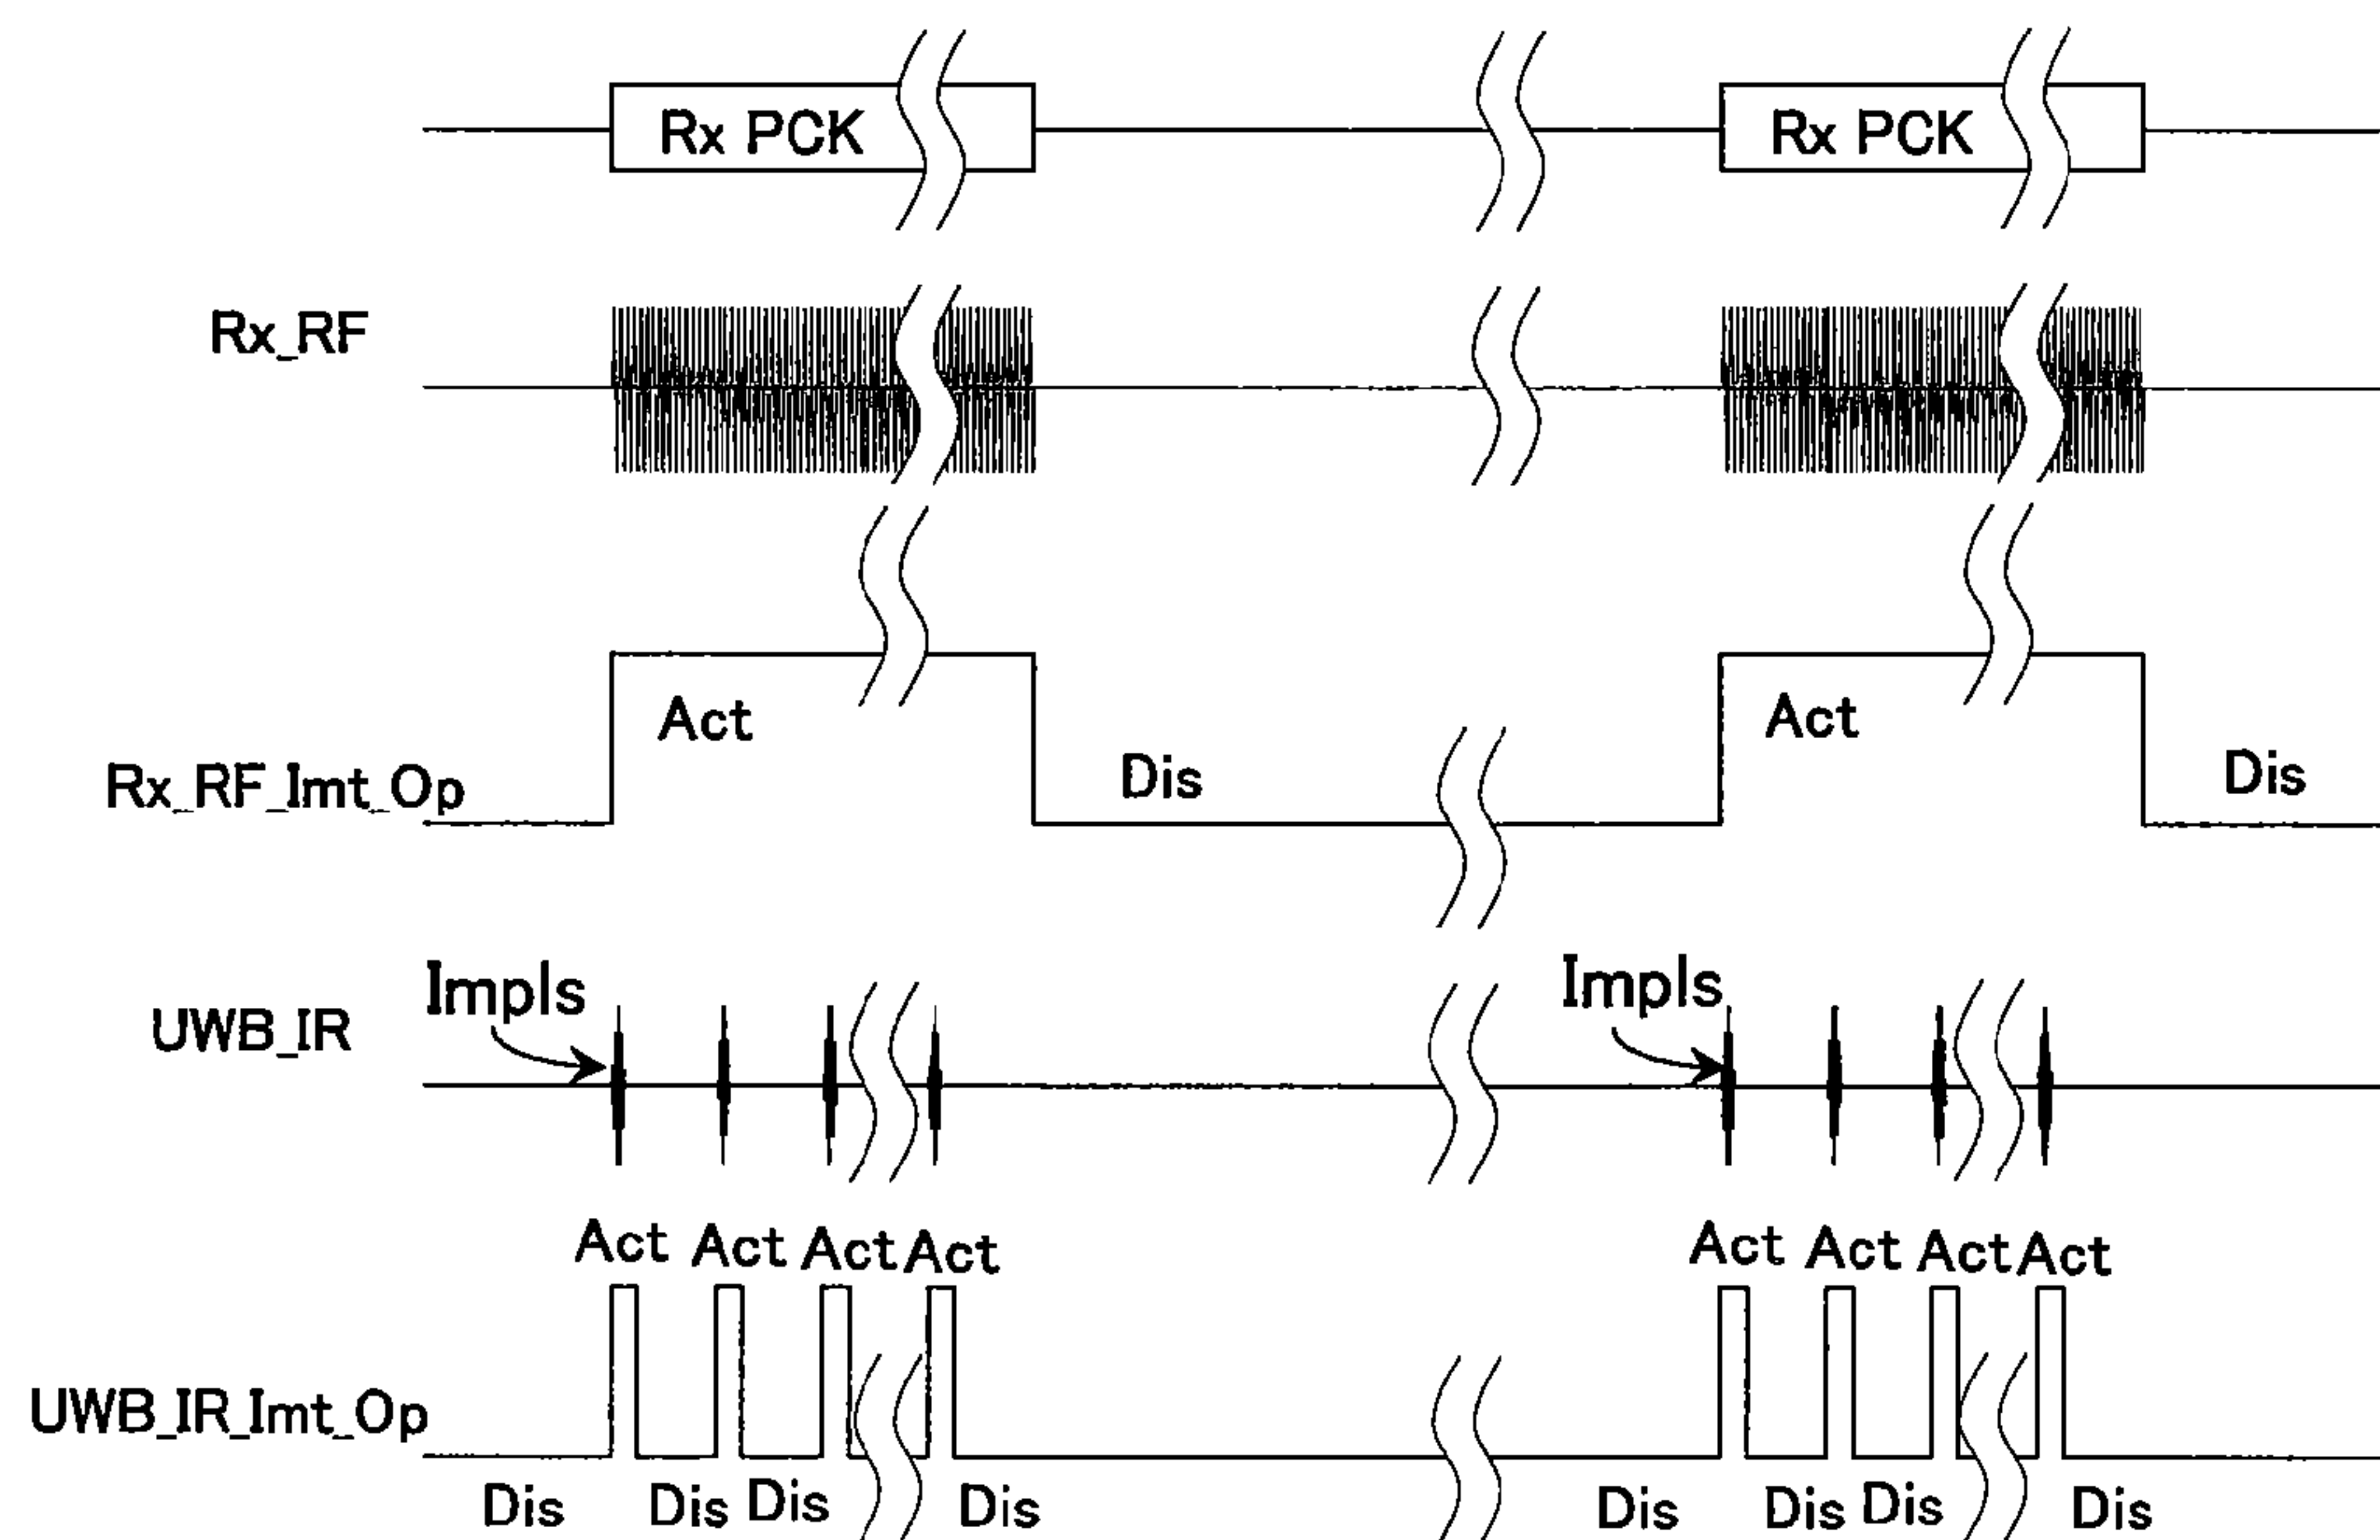 Rx PCK Rx PCK
Rx_RF
Act Act
Rx_RF_Imt_Op Dis Dis
Impls Impls
UWB_IR
Act Act Act Act Act Act Act Act
UWB_IR_Imt_Op
Dis Dis Dis Dis Dis Dis Dis Dis